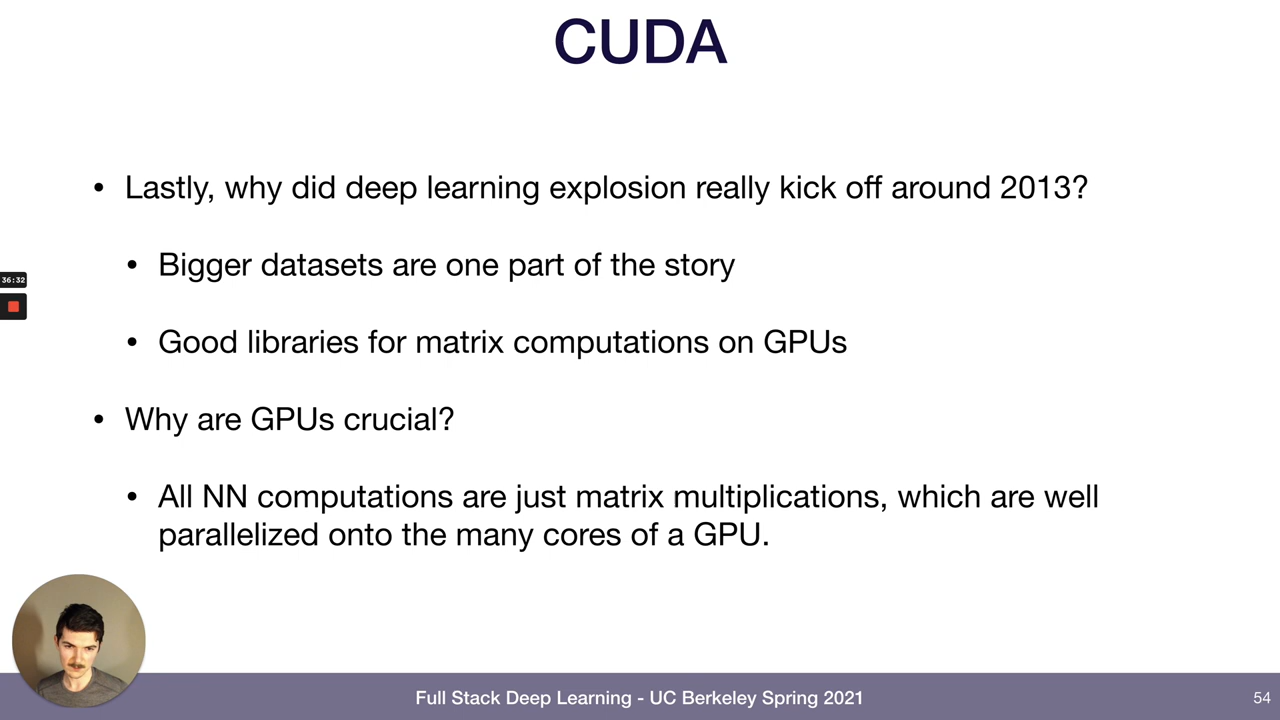 CUDA
• Lastly, why did deep learning explosion really kick off around 2013?
• Bigger datasets are one part of the story
36:32
• Good libraries for matrix computations on GPUs
• Why are GPUs crucial?
• All NN computations are just matrix multiplications, which are well
parallelized onto the many cores of a GPU.
Full Stack Deep Learning - UC Berkeley Spring 2021
54